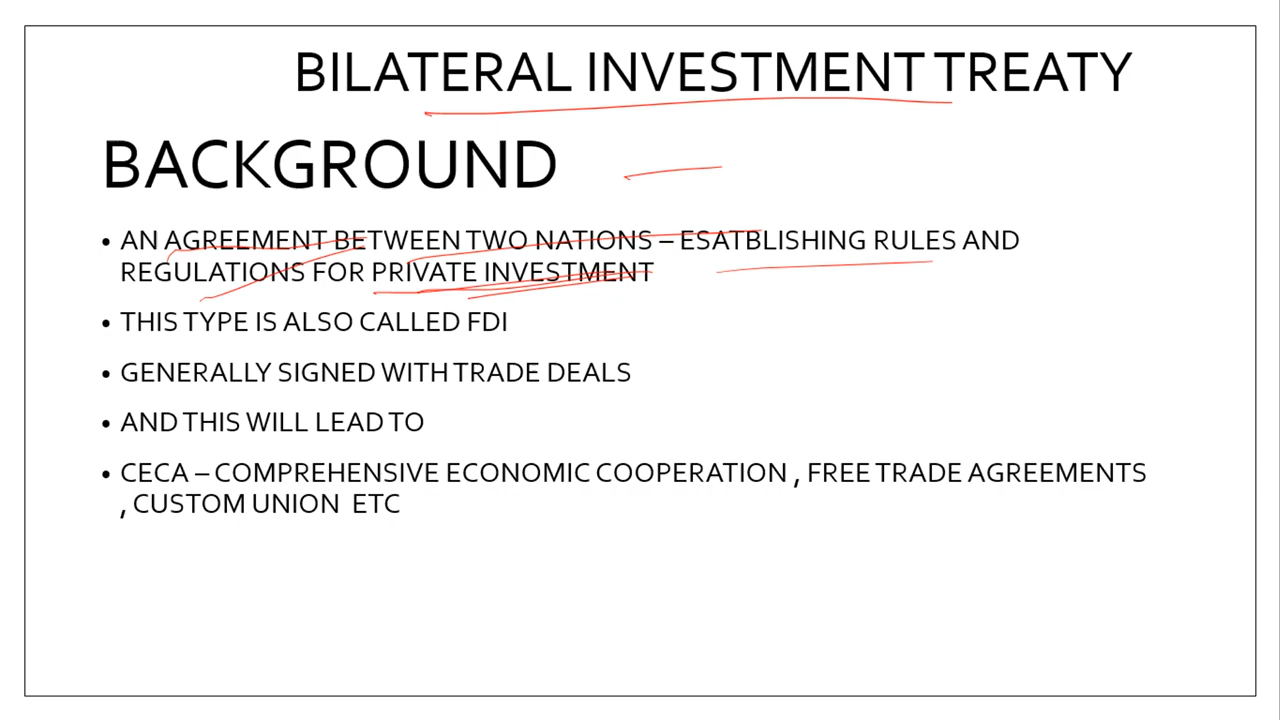 BILATERAL INVESTMENT TREATY
BACKGROUND
• AN AGREEMENT BETWEEN TWO NATIONS – ESATBLISHING RULES AND
REGULATIONS FOR PRIVATE INVESTMENT
• THIS TYPE IS ALSO CALLED FDI
• GENERALLY SIGNED WITH TRADE DEALS
• AND THIS WILL LEAD TO
• CECA – COMPREHENSIVE ECONOMIC COOPERATION , FREE TRADE AGREEMENTS
, CUSTOM UNION ETC